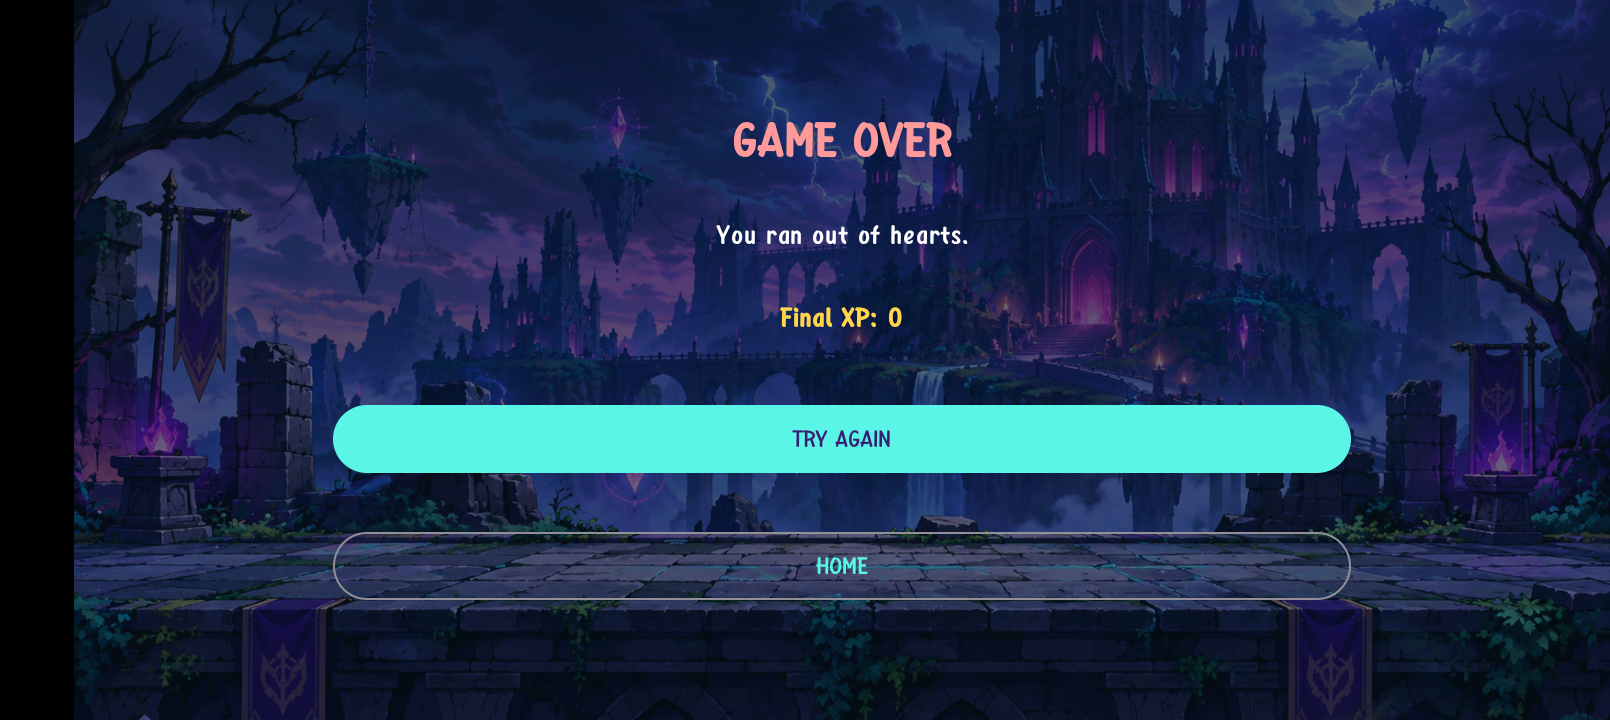 GAME OVER
You ran out of hearts.
Final XP: 0
TRY AGAIN
HOME